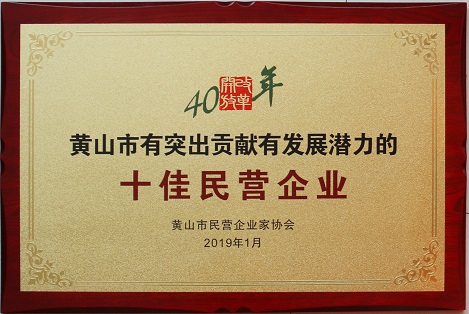 40改革开放年
黄山市有突出贡献有发展潜力的
十佳民营企业
黄山市民营企业家协会
2019年1月